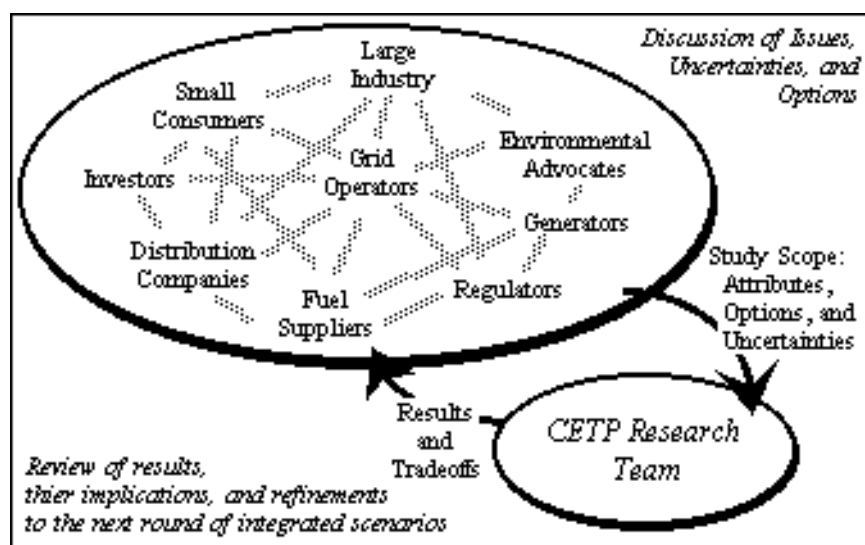 Large
Industry
Discussion of Issues,
Uncertainties, and
Options
Small
Consumers
Grid
Operators
Environmental
Advocates
Investors
Generators
Distribution
Companies
Regulators
Fuel
Suppliers
Study Scope:
Attributes,
Options, and
Uncertainties
Results
and
Tradeoffs
CETP Research
Team
Review of results,
thier implications, and refinements
to the next round of integrated scenarios